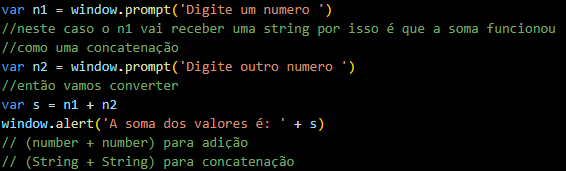 var n1 = window.prompt('Digite um numero ')
//neste caso o n1 vai receber uma string por isso é que a soma funcionou
//como uma concatenação
var n2 = window.prompt('Digite outro numero ')
//então vamos converter
var s = n1 + n2
window.alert('A soma dos valores é: ' + s)
// (number + number) para adição
// (String + String) para concatenação